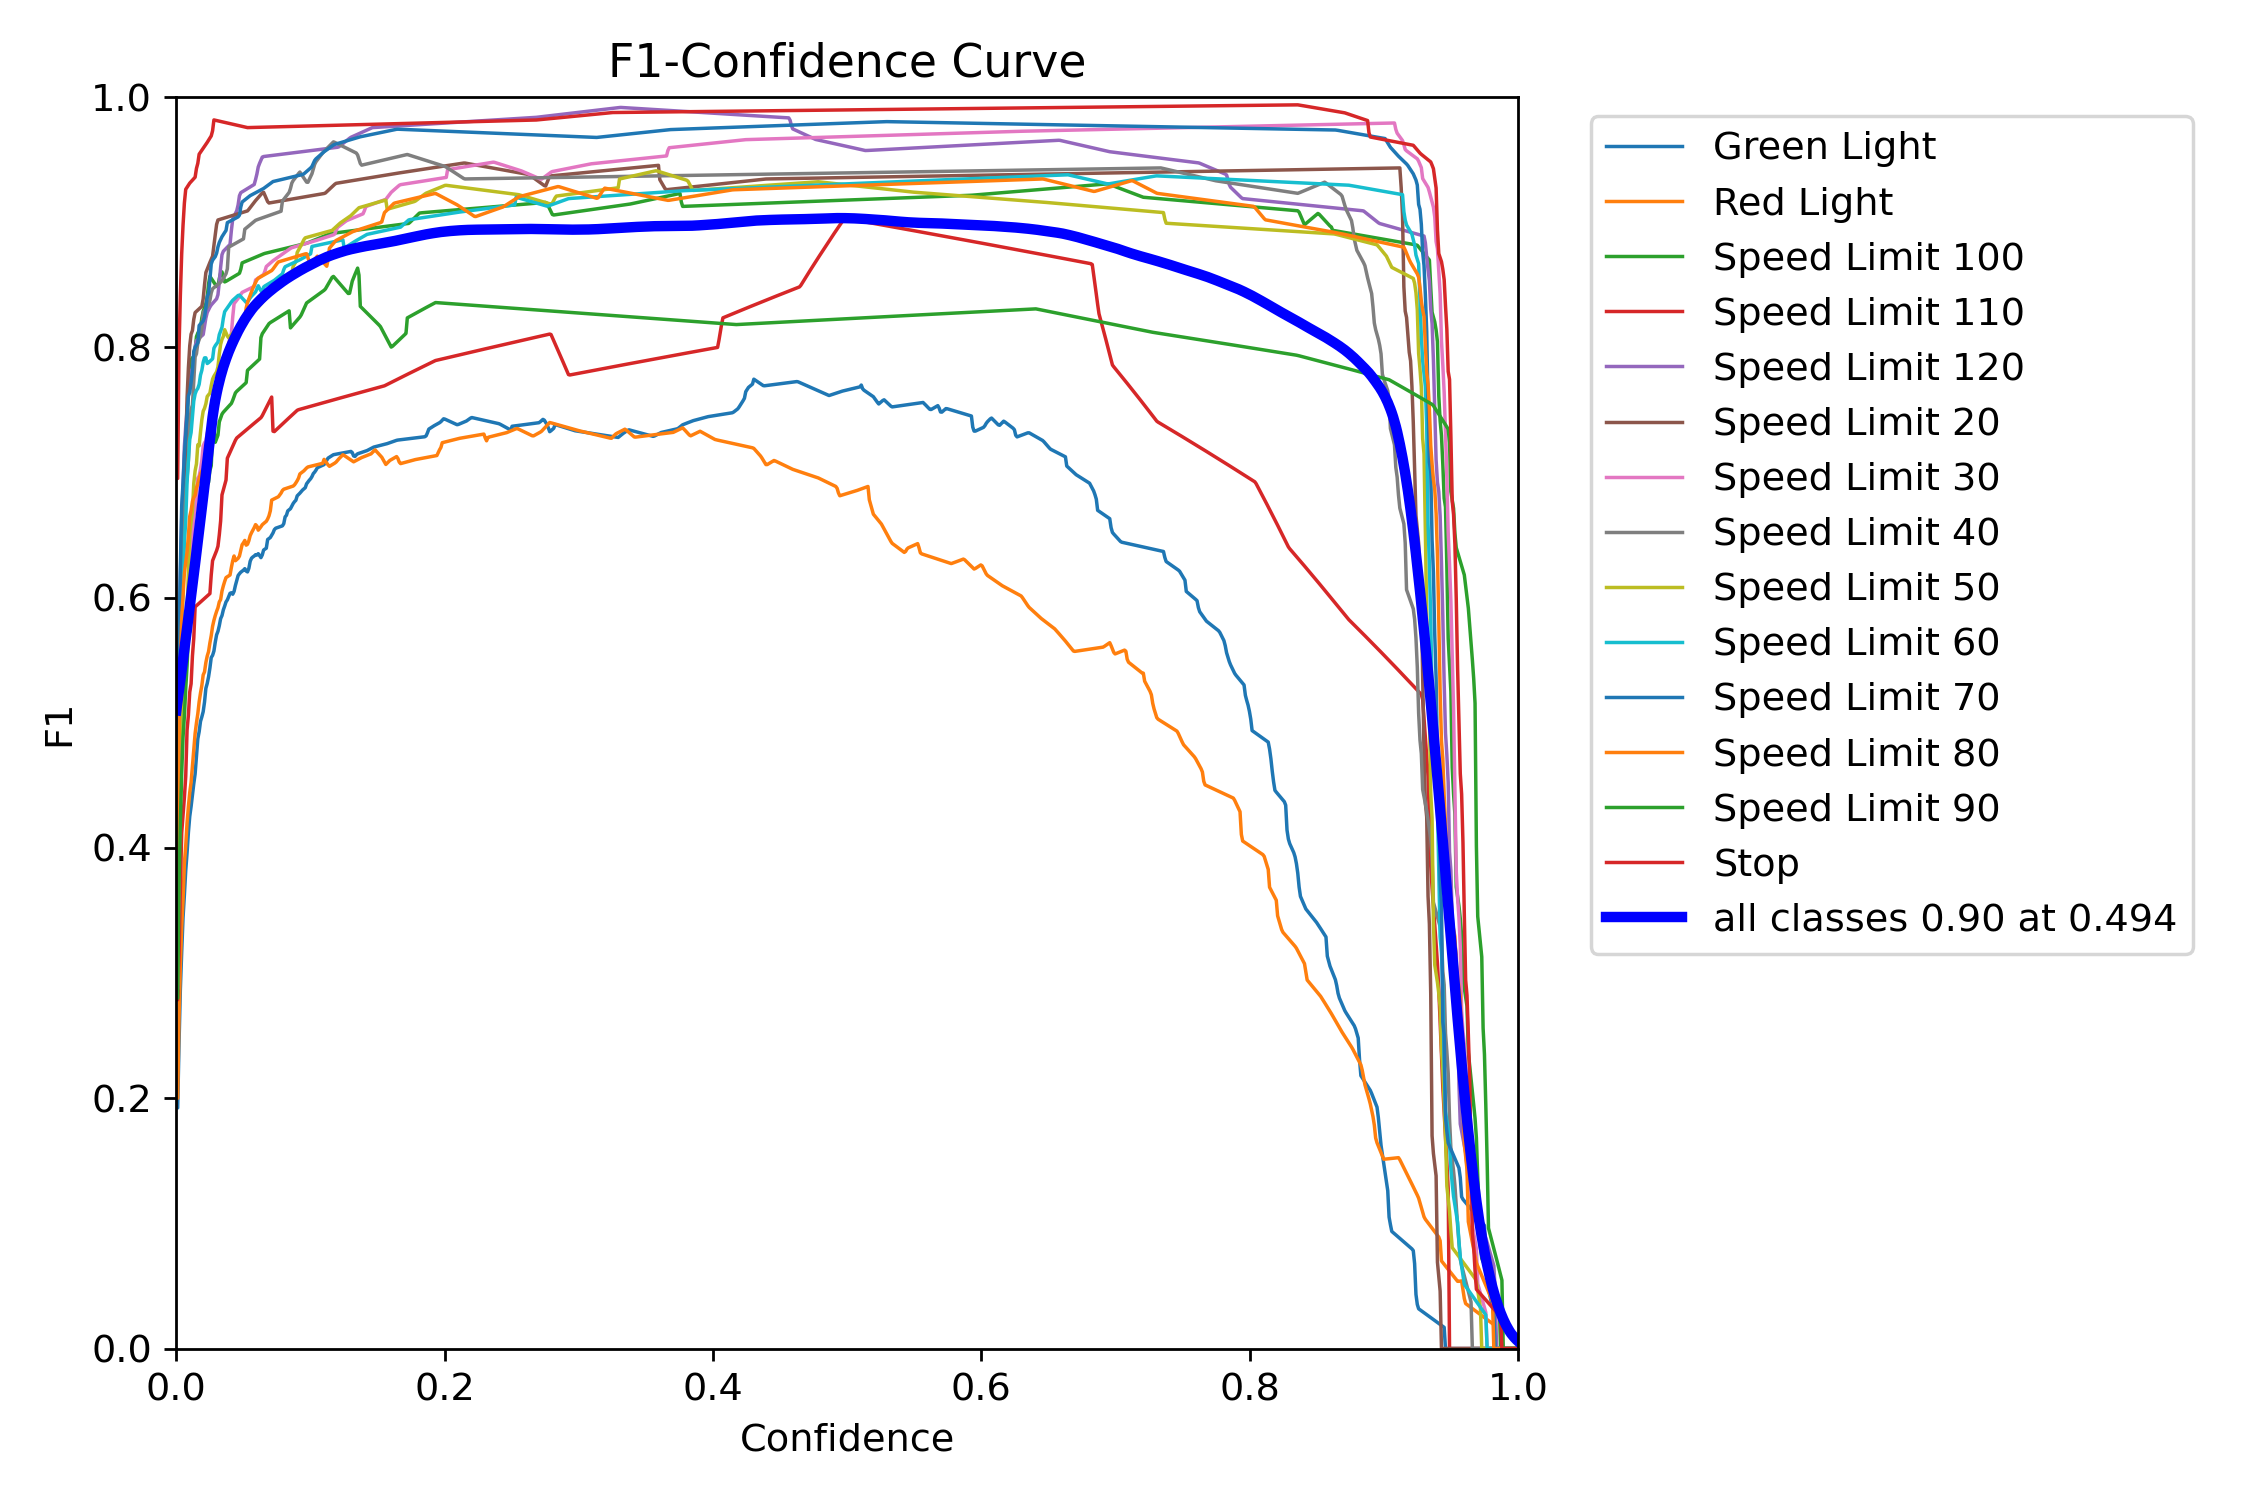 F1-Confidence Curve
1.0
0.8
0.6
0.4
0.2
0.0
F1
0.0 0.2 0.4 0.6 0.8 1.0
Confidence
Green Light
Red Light
Speed Limit 100
Speed Limit 110
Speed Limit 120
Speed Limit 20
Speed Limit 30
Speed Limit 40
Speed Limit 50
Speed Limit 60
Speed Limit 70
Speed Limit 80
Speed Limit 90
Stop
all classes 0.90 at 0.494